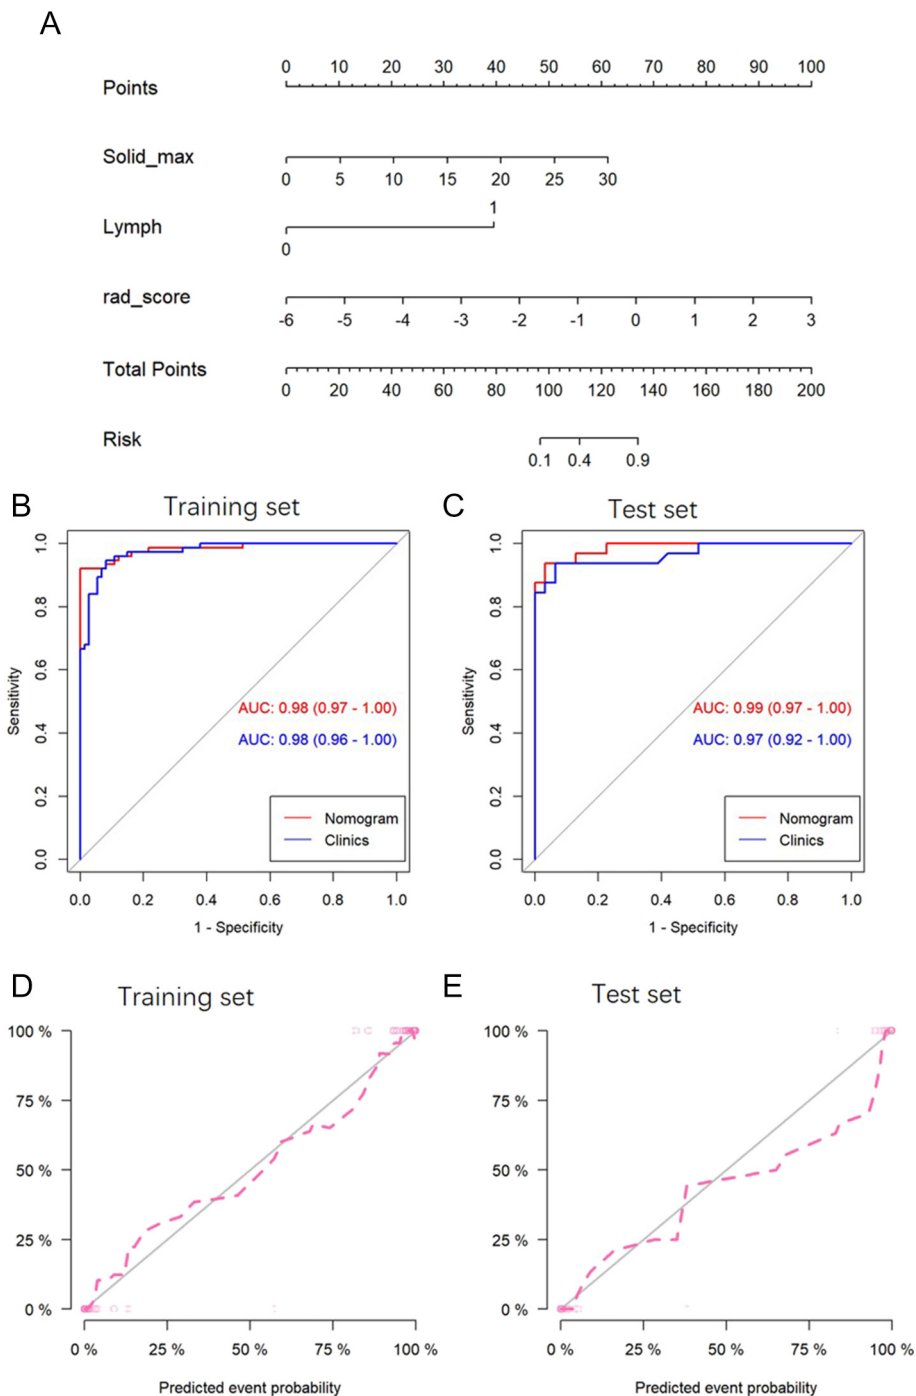 A
Points
0 10 20 30 40 50 60 70 80 90 100
Solid_max
0 5 10 15 20 25 30
Lymph
1
0
rad_score
-6 -5 -4 -3 -2 -1 0 1 2 3
Total Points
0 20 40 60 80 100 120 140 160 180 200
Risk
0.1 0.4 0.9
B
Training set
Sensitivity
1.0
0.8
0.6
0.4
0.2
0.0
AUC: 0.98 (0.97 - 1.00)
AUC: 0.98 (0.96 - 1.00)
Nomogram
Clinics
0.0 0.2 0.4 0.6 0.8 1.0
1 - Specificity
C
Test set
Sensitivity
1.0
0.8
0.6
0.4
0.2
0.0
AUC: 0.99 (0.97 - 1.00)
AUC: 0.97 (0.92 - 1.00)
Nomogram
Clinics
0.0 0.2 0.4 0.6 0.8 1.0
1 - Specificity
D
Training set
100 %
75 %
50 %
25 %
0 %
0 % 25 % 50 % 75 % 100 %
Predicted event probability
E
Test set
100 %
75 %
50 %
25 %
0 %
0 % 25 % 50 % 75 % 100 %
Predicted event probability